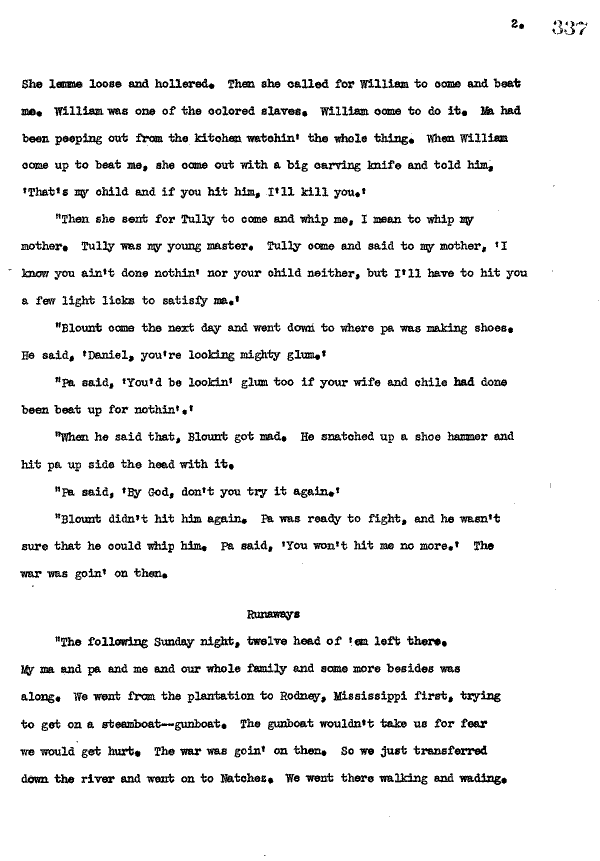 2. 337
She lemme loose and hollered. Then she called for William to come and beat
me. William was one of the colored slaves. William come to do it. Ma had
been peeping out from the kitchen watchin' the whole thing. When William
come up to beat me, she come out with a big carving knife and told him,
'That's my child and if you hit him, I'll kill you.'
"Then she sent for Tully to come and whip me, I mean to whip my
mother. Tully was my young master. Tully come and said to my mother, 'I
know you ain't done nothin' nor your child neither, but I'll have to hit you
a few light licks to satisfy ma.'
"Blount come the next day and went down to where pa was making shoes.
He said, 'Daniel, you're looking mighty glum.'
"Pa said, 'You'd be lookin' glum too if your wife and chile had done
been beat up for nothin'.'
"When he said that, Blount got mad. He snatched up a shoe hammer and
hit pa up side the head with it.
"Pa said, 'By God, don't you try it again.'
"Blount didn't hit him again. Pa was ready to fight, and he wasn't
sure that he could whip him. Pa said, 'You won't hit me no more.' The
war was goin' on then.
Runaways
"The following Sunday night, twelve head of 'em left there.
My ma and pa and me and our whole family and some more besides was
along. We went from the plantation to Rodney, Mississippi first, trying
to get on a steamboat--gunboat. The gunboat wouldn't take us for fear
we would get hurt. The war was goin' on then. So we just transferred
down the river and went on to Natchez. We went there walking and wading.